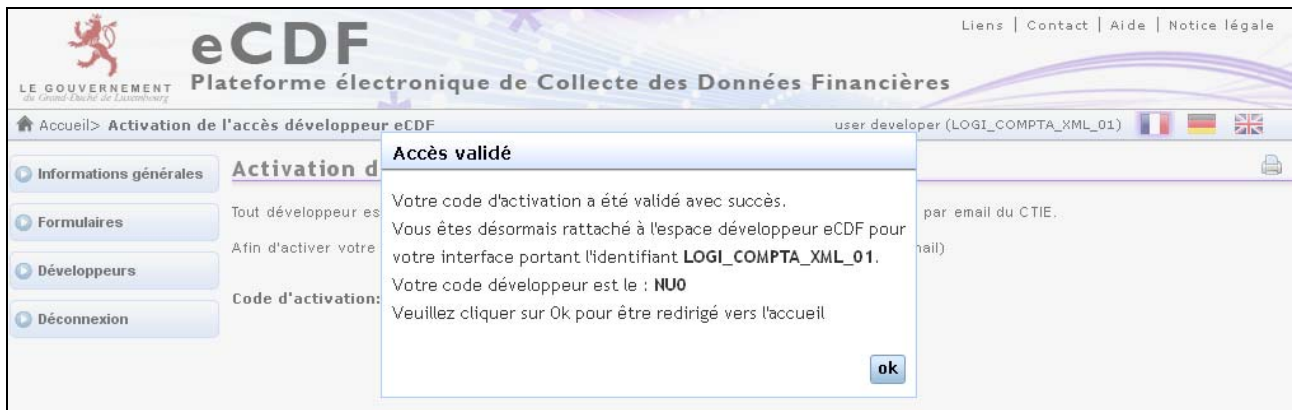 Liens | Contact | Aide | Notice légale
eCDF
Plateforme électronique de Collecte des Données Financières
LE GOUVERNEMENT
du Grand-Duché de Luxembourg
Accueil> Activation de l'accès développeur eCDF
user developer (LOGI_COMPTA_XML_01)
Informations générales
Formulaires
Développeurs
Déconnexion
Activation d
Tout développeur es
par email du CTIE.
Afin d'activer votre
ail)
Code d'activation:
Accès validé
Votre code d'activation a été validé avec succès.
Vous êtes désormais rattaché à l'espace développeur eCDF pour
votre interface portant l'identifiant LOGI_COMPTA_XML_01.
Votre code développeur est le : NU0
Veuillez cliquer sur Ok pour être redirigé vers l'accueil
ok